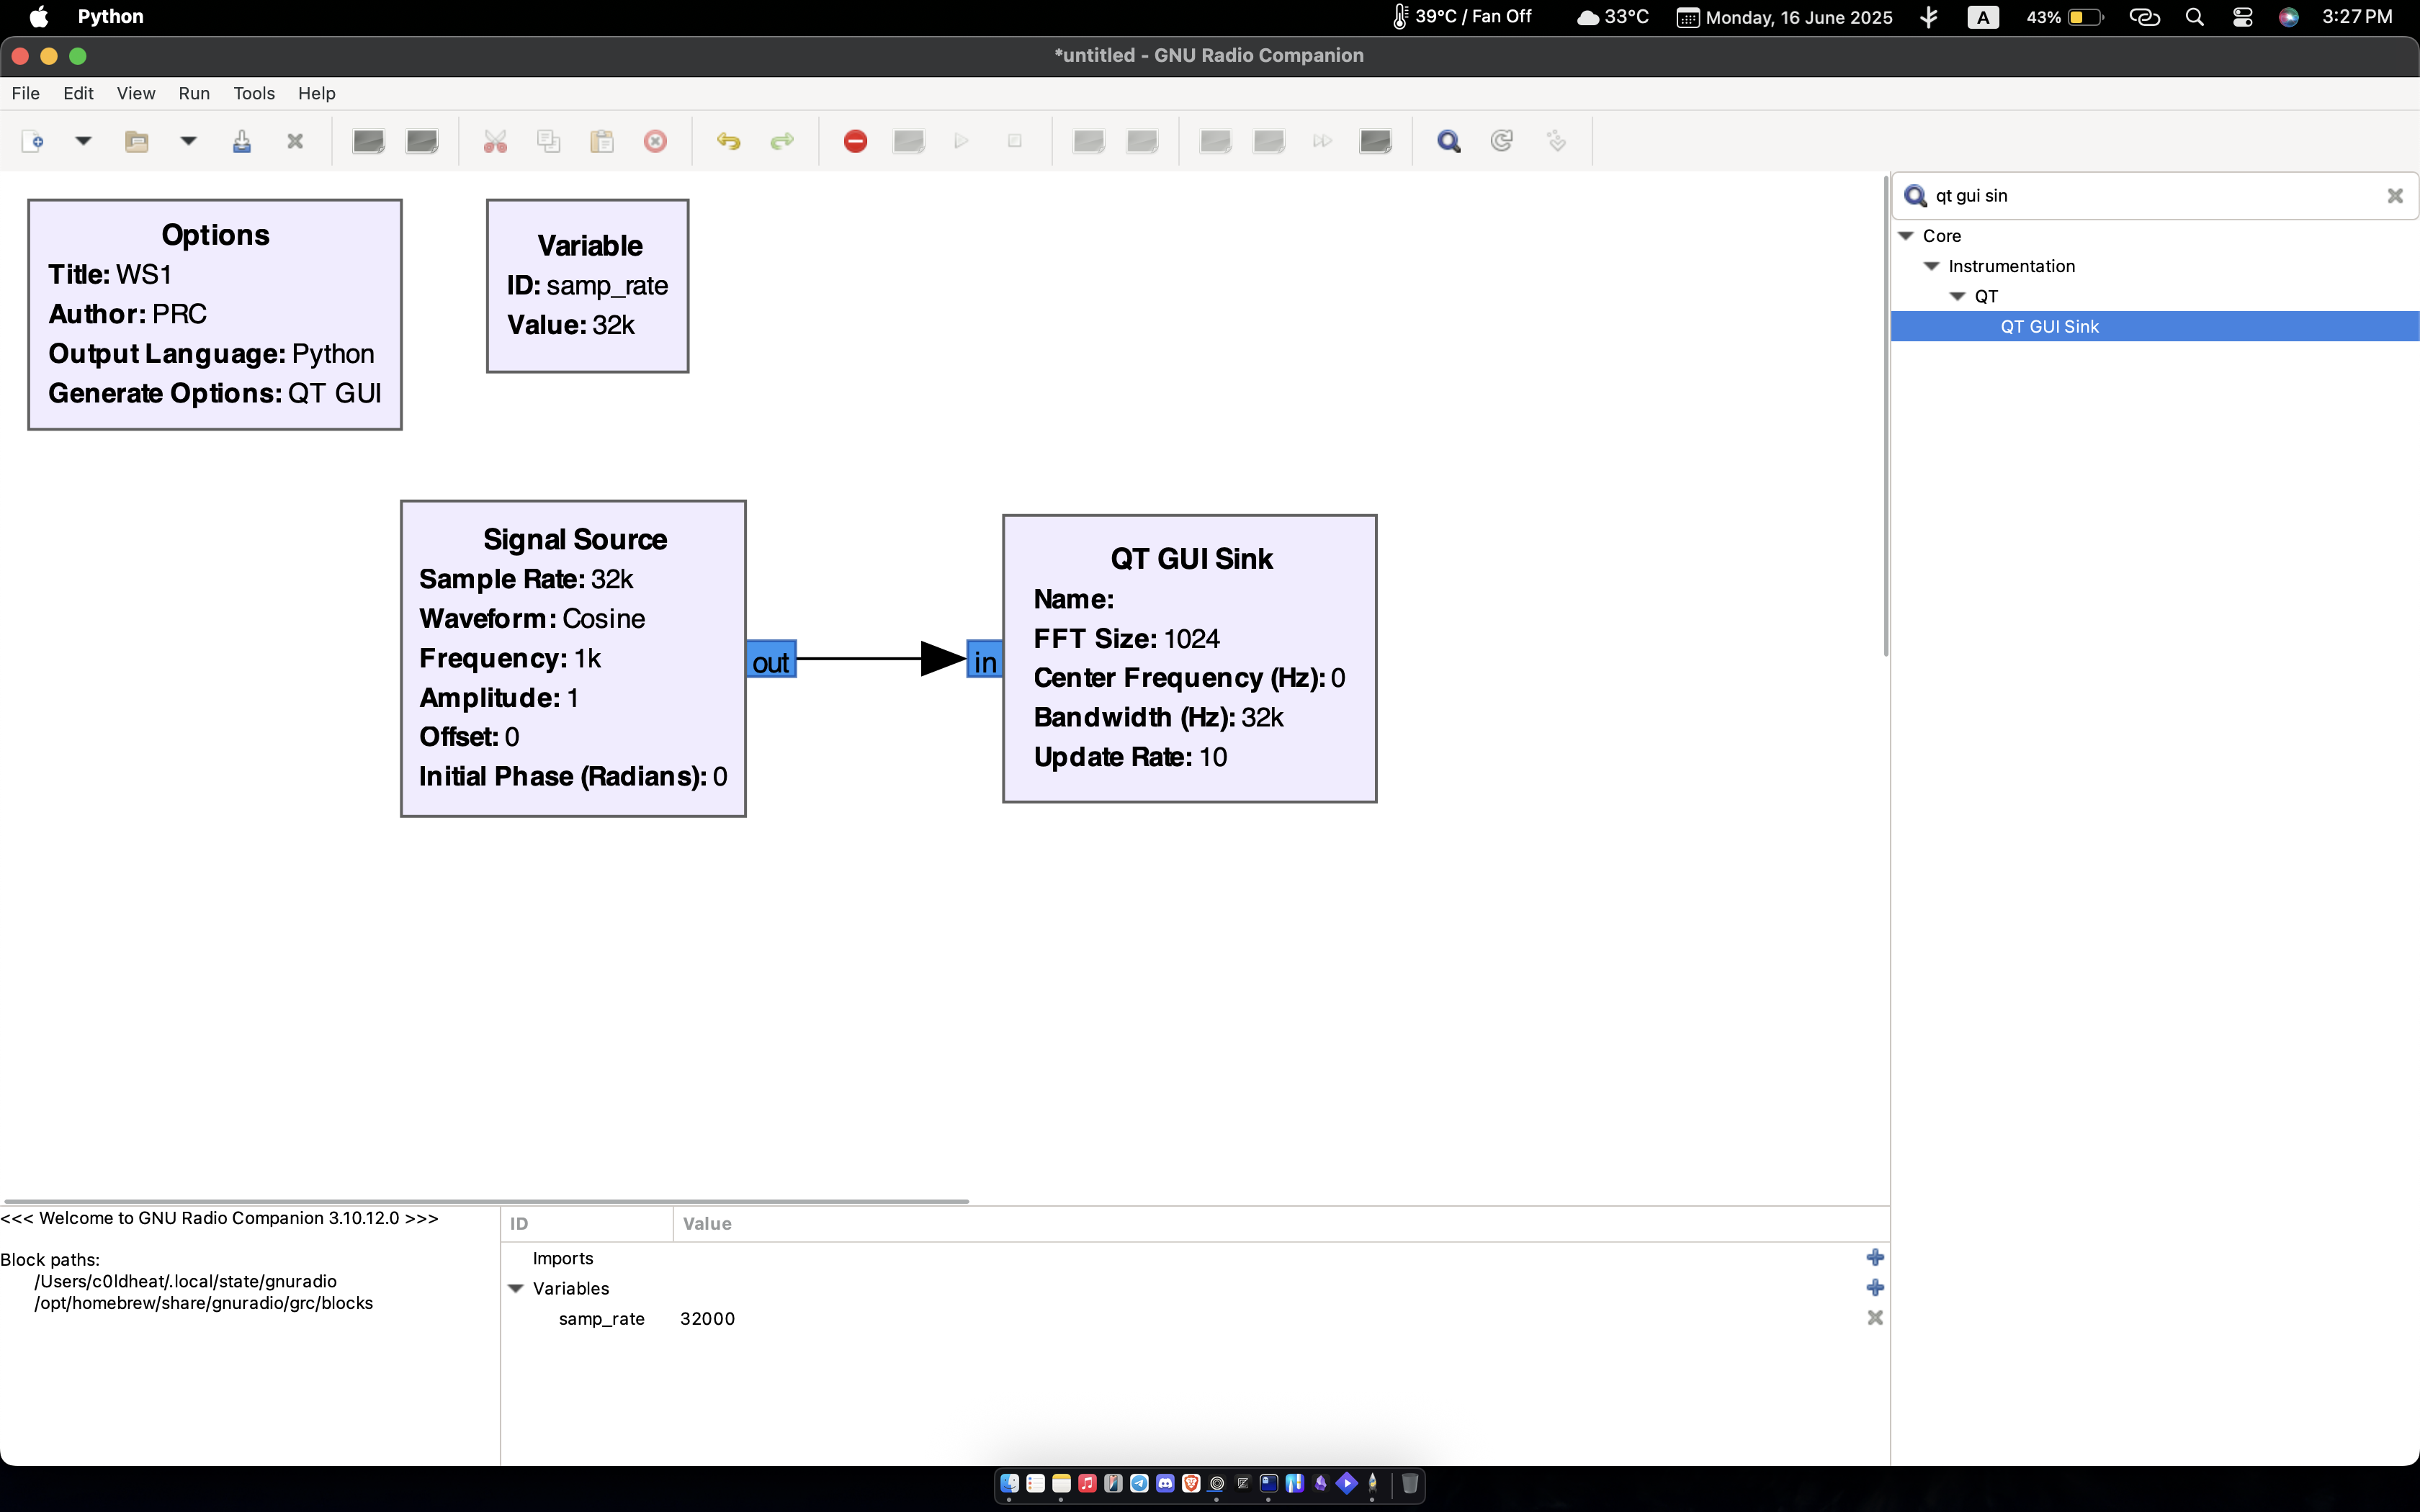 Python
39°C / Fan Off
33°C
Monday, 16 June 2025
A
43%
3:27 PM
*untitled - GNU Radio Companion
File
Edit
View
Run
Tools
Help
Options
Title: WS1
Author: PRC
Output Language: Python
Generate Options: QT GUI
Variable
ID: samp_rate
Value: 32k
qt gui sin
Core
Instrumentation
QT
QT GUI Sink
Signal Source
Sample Rate: 32k
Waveform: Cosine
Frequency: 1k
Amplitude: 1
Offset: 0
Initial Phase (Radians): 0
out
in
QT GUI Sink
Name:
FFT Size: 1024
Center Frequency (Hz): 0
Bandwidth (Hz): 32k
Update Rate: 10
<<< Welcome to GNU Radio Companion 3.10.12.0 >>>
Block paths:
/Users/c0ldheat/.local/state/gnuradio
/opt/homebrew/share/gnuradio/grc/blocks
ID
Value
Imports
Variables
samp_rate
32000